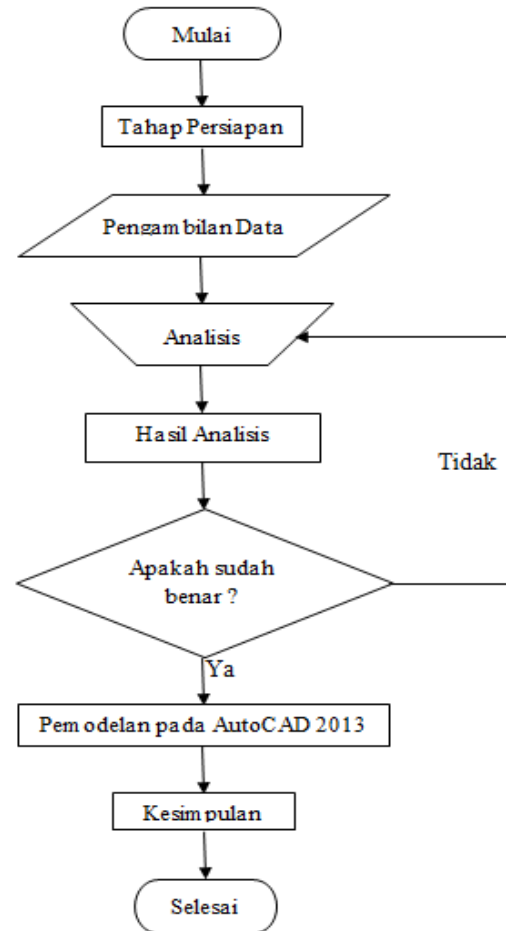 Mulai
Tahap Persiapan
Pengambilan Data
Analisis
Hasil Analisis
Tidak
Apakah sudah
benar ?
Ya
Pemodelan pada AutoCAD 2013
Kesimpulan
Selesai